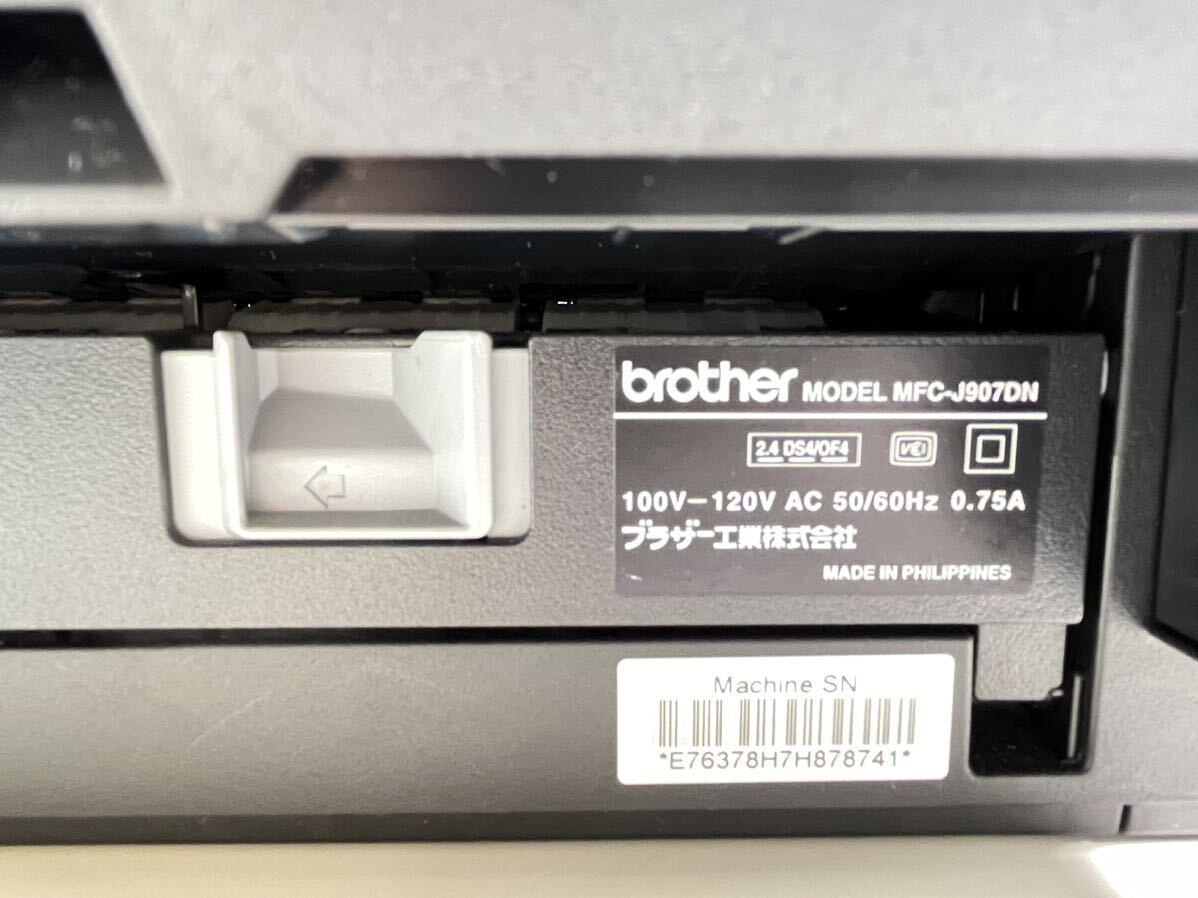 brother MODEL MFC-J907DN
2.4 DS4/OF4
VCI
100V-120V AC 50/60Hz 0.75A
ブラザー工業株式会社
MADE IN PHILIPPINES
Machine SN
*E76378H7H878741*